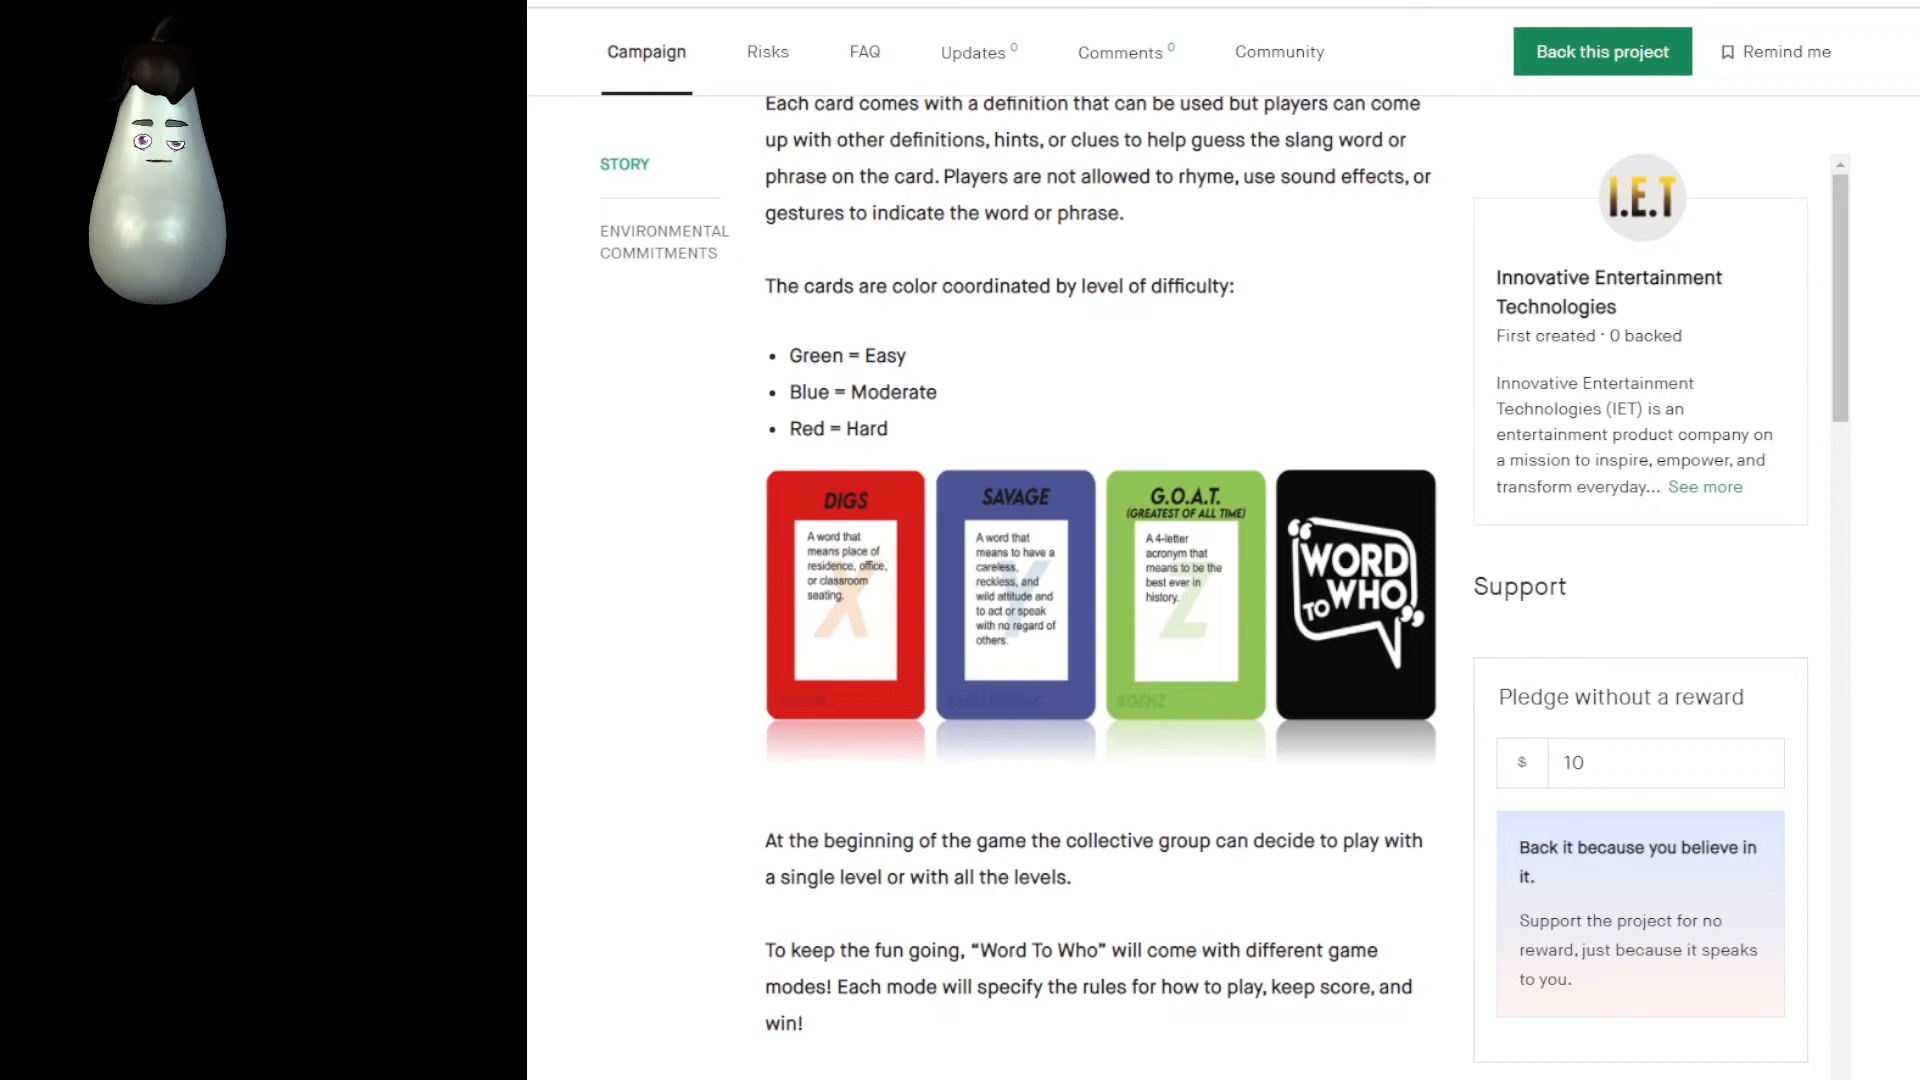 Campaign
Risks
FAQ
Updates 0
Comments 0
Community
Back this project
Remind me
STORY
ENVIRONMENTAL
COMMITMENTS
Each card comes with a definition that can be used but players can come
up with other definitions, hints, or clues to help guess the slang word or
phrase on the card. Players are not allowed to rhyme, use sound effects, or
gestures to indicate the word or phrase.
The cards are color coordinated by level of difficulty:
• Green = Easy
• Blue = Moderate
• Red = Hard
DIGS
A word that
means place of
residence, office,
or classroom
seating.
X
SAVAGE
A word that
means to have a
careless,
reckless, and
wild attitude and
to act or speak
with no regard of
others.
Y
G.O.A.T.
(GREATEST OF ALL TIME)
A 4-letter
acronym that
means to be the
best ever in
history.
Z
#GENZ
“WORD
TO WHO”
At the beginning of the game the collective group can decide to play with
a single level or with all the levels.
To keep the fun going, “Word To Who” will come with different game
modes! Each mode will specify the rules for how to play, keep score, and
win!
I.E.T
Innovative Entertainment
Technologies
First created · 0 backed
Innovative Entertainment
Technologies (IET) is an
entertainment product company on
a mission to inspire, empower, and
transform everyday... See more
Support
Pledge without a reward
$ 10
Back it because you believe in
it.
Support the project for no
reward, just because it speaks
to you.